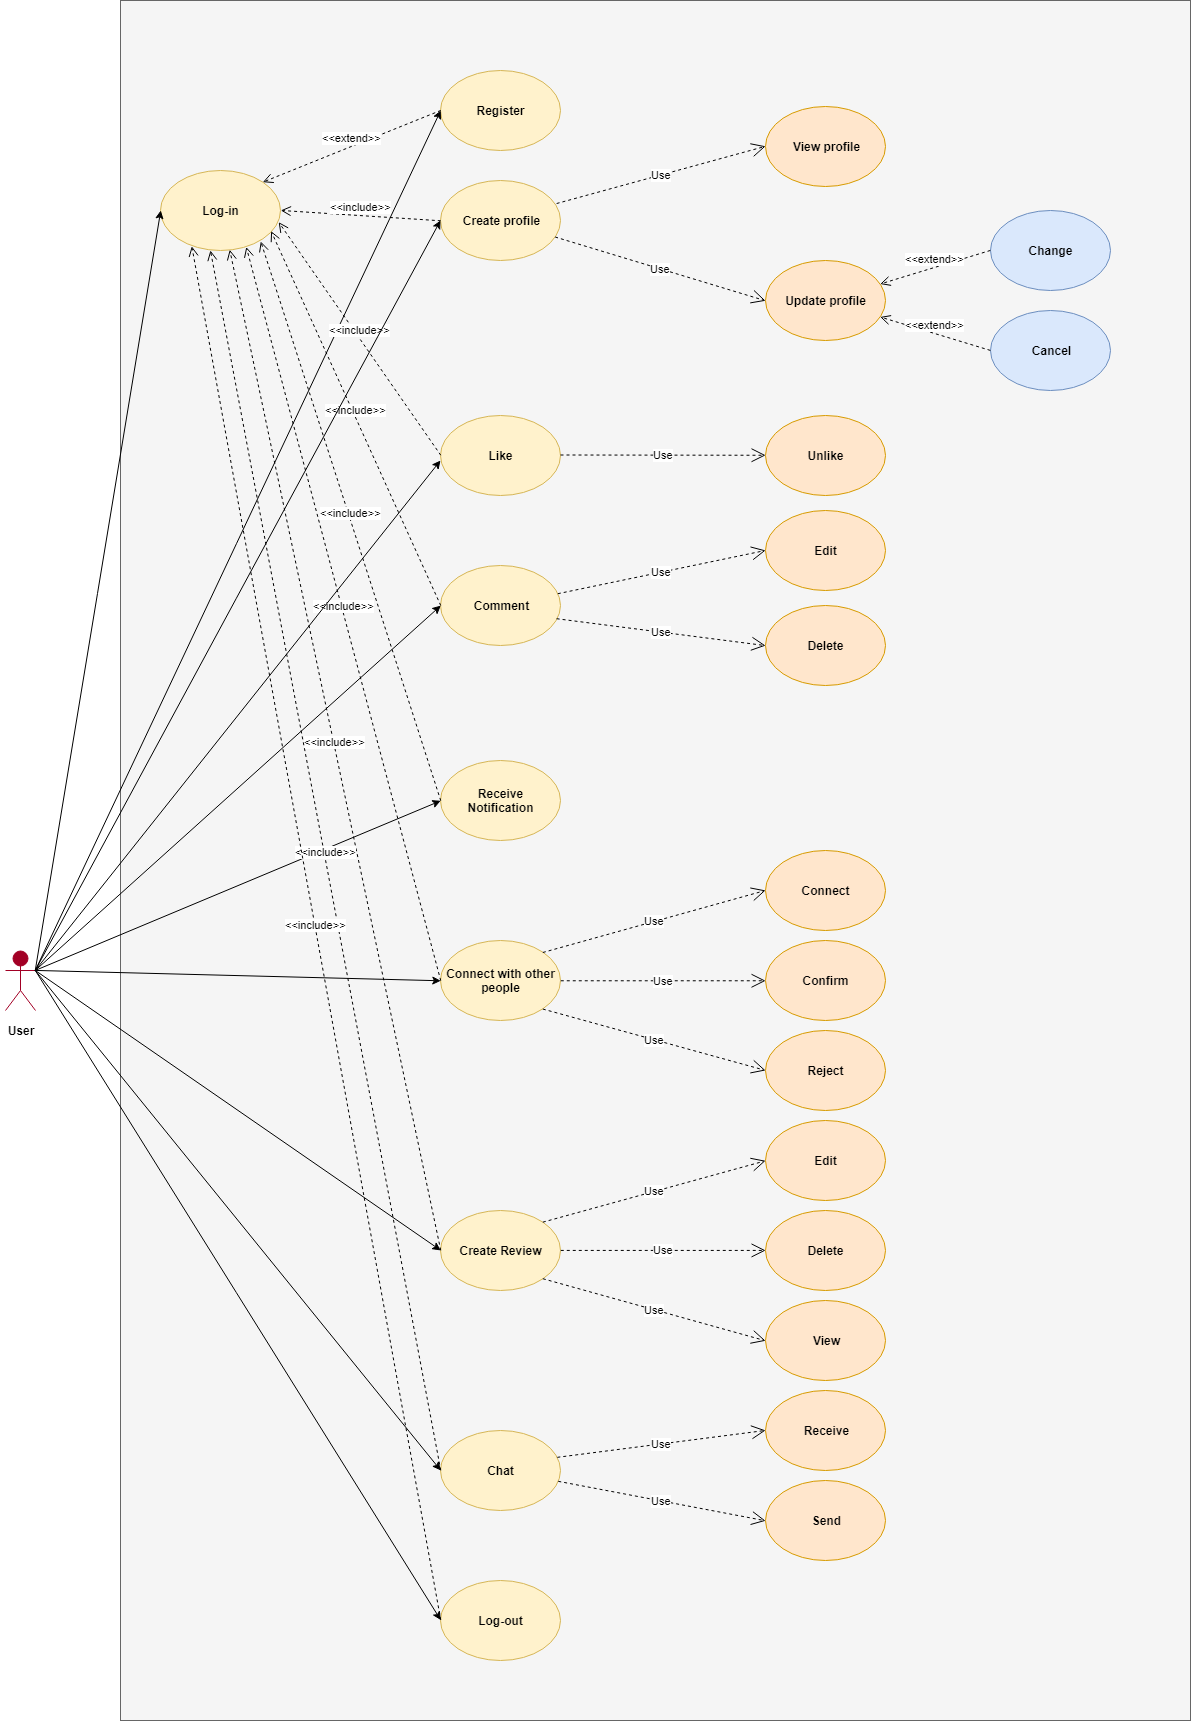 Register
<<extend>>
View profile
Use
Log-in
<<include>>
Create profile
Change
<<extend>>
Use
Update profile
<<extend>>
<<include>>
Cancel
<<include>>
Like
Use
Unlike
<<include>>
Edit
Use
<<include>>
Comment
Use
Delete
<<include>>
Receive
Notification
<<include>>
Connect
Use
<<include>>
Connect with other
people
Use
Confirm
User
Use
Reject
Edit
Use
Create Review
Use
Delete
Use
View
Receive
Use
Chat
Use
Send
Log-out